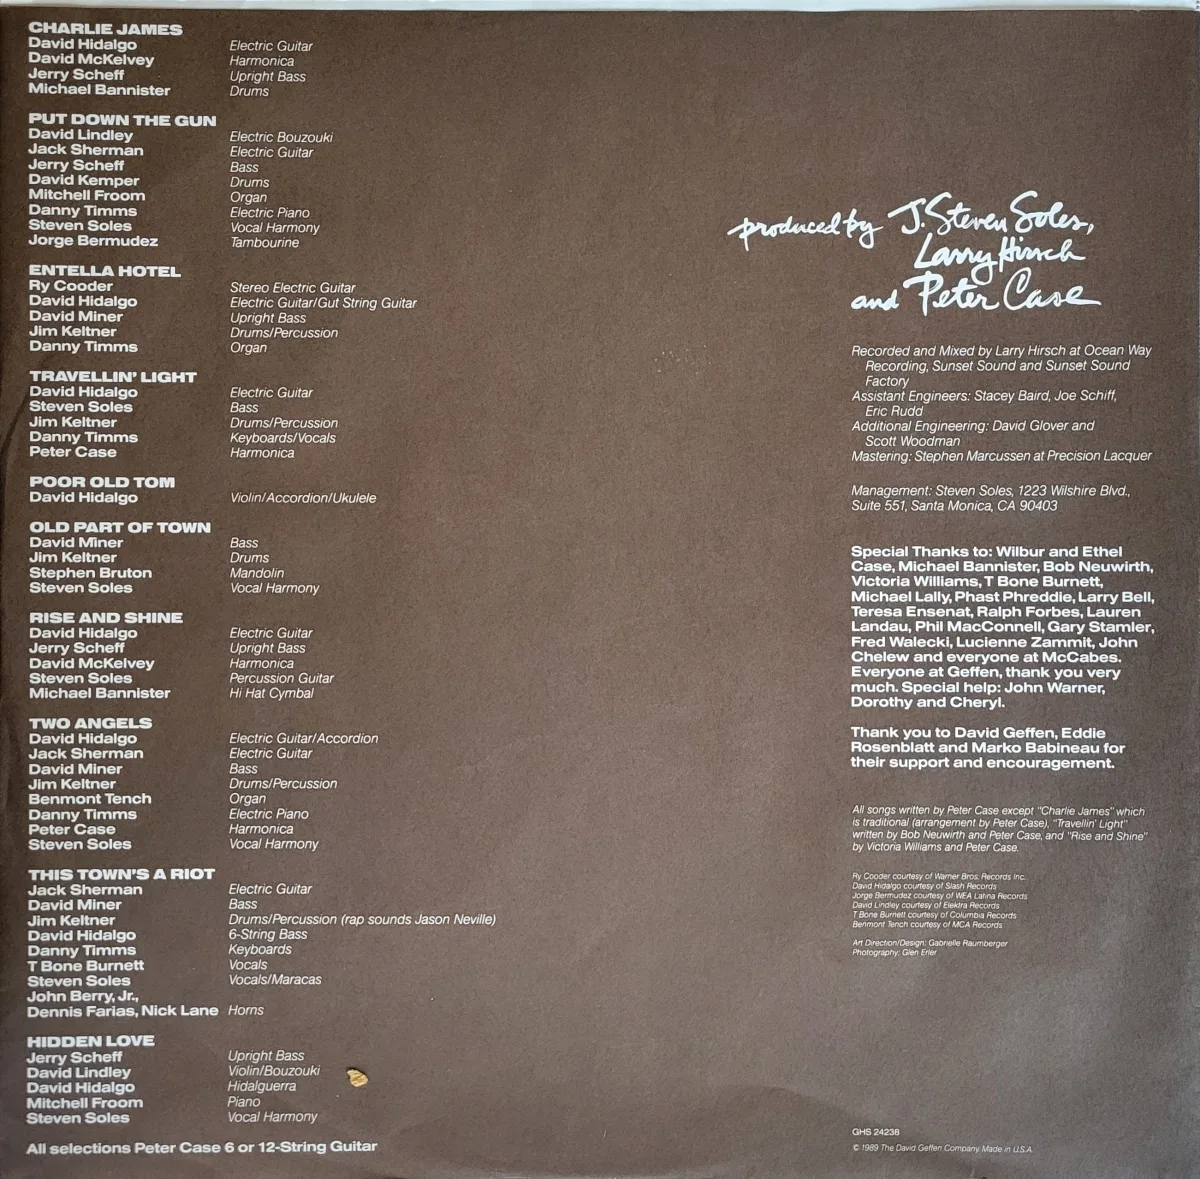 CHARLIE JAMES
David Hidalgo Electric Guitar
David McKelvey Harmonica
Jerry Scheff Upright Bass
Michael Bannister Drums
PUT DOWN THE GUN
David Lindley Electric Bouzouki
Jack Sherman Electric Guitar
Jerry Scheff Bass
David Kemper Drums
Mitchell Froom Organ
Danny Timms Electric Piano
Steven Soles Vocal Harmony
Jorge Bermudez Tambourine
ENTELLA HOTEL
Ry Cooder Stereo Electric Guitar
David Hidalgo Electric Guitar/Gut String Guitar
David Miner Upright Bass
Jim Keltner Drums/Percussion
Danny Timms Organ
TRAVELLIN' LIGHT
David Hidalgo Electric Guitar
Steven Soles Bass
Jim Keltner Drums/Percussion
Danny Timms Keyboards/Vocals
Peter Case Harmonica
POOR OLD TOM
David Hidalgo Violin/Accordion/Ukulele
OLD PART OF TOWN
David Miner Bass
Jim Keltner Drums
Stephen Bruton Mandolin
Steven Soles Vocal Harmony
RISE AND SHINE
David Hidalgo Electric Guitar
Jerry Scheff Upright Bass
David McKelvey Harmonica
Steven Soles Percussion Guitar
Michael Bannister Hi Hat Cymbal
TWO ANGELS
David Hidalgo Electric Guitar/Accordion
Jack Sherman Electric Guitar
David Miner Bass
Jim Keltner Drums/Percussion
Benmont Tench Organ
Danny Timms Electric Piano
Peter Case Harmonica
Steven Soles Vocal Harmony
THIS TOWN'S A RIOT
Jack Sherman Electric Guitar
David Miner Bass
Jim Keltner Drums/Percussion (rap sounds Jason Neville)
David Hidalgo 6-String Bass
Danny Timms Keyboards
T Bone Burnett Vocals
Steven Soles Vocals/Maracas
John Berry, Jr.,
Dennis Farias, Nick Lane Horns
HIDDEN LOVE
Jerry Scheff Upright Bass
David Lindley Violin/Bouzouki
David Hidalgo Hidalguerra
Mitchell Froom Piano
Steven Soles Vocal Harmony
All selections Peter Case 6 or 12-String Guitar
produced by J. Steven Soles,
Larry Hirsch
and Peter Case
Recorded and Mixed by Larry Hirsch at Ocean Way
Recording, Sunset Sound and Sunset Sound
Factory
Assistant Engineers: Stacey Baird, Joe Schiff,
Eric Rudd
Additional Engineering: David Glover and
Scott Woodman
Mastering: Stephen Marcussen at Precision Lacquer
Management: Steven Soles, 1223 Wilshire Blvd.,
Suite 551, Santa Monica, CA 90403
Special Thanks to: Wilbur and Ethel
Case, Michael Bannister, Bob Neuwirth,
Victoria Williams, T Bone Burnett,
Michael Lally, Phast Phreddie, Larry Bell,
Teresa Ensenat, Ralph Forbes, Lauren
Landau, Phil MacConnell, Gary Stamler,
Fred Walecki, Lucienne Zammit, John
Chelew and everyone at McCabes.
Everyone at Geffen, thank you very
much. Special help: John Warner,
Dorothy and Cheryl.
Thank you to David Geffen, Eddie
Rosenblatt and Marko Babineau for
their support and encouragement.
All songs written by Peter Case except "Charlie James" which
is traditional (arrangement by Peter Case), "Travellin' Light"
written by Bob Neuwirth and Peter Case, and "Rise and Shine"
by Victoria Williams and Peter Case.
Ry Cooder courtesy of Warner Bros. Records Inc.
David Hidalgo courtesy of Slash Records
Jorge Bermudez courtesy of WEA Latina Records
David Lindley courtesy of Elektra Records
T Bone Burnett courtesy of Columbia Records
Benmont Tench courtesy of MCA Records
Art Direction/Design: Gabrielle Raumberger
Photography: Glen Erler
GHS 24238
© 1989 The David Geffen Company. Made in U.S.A.